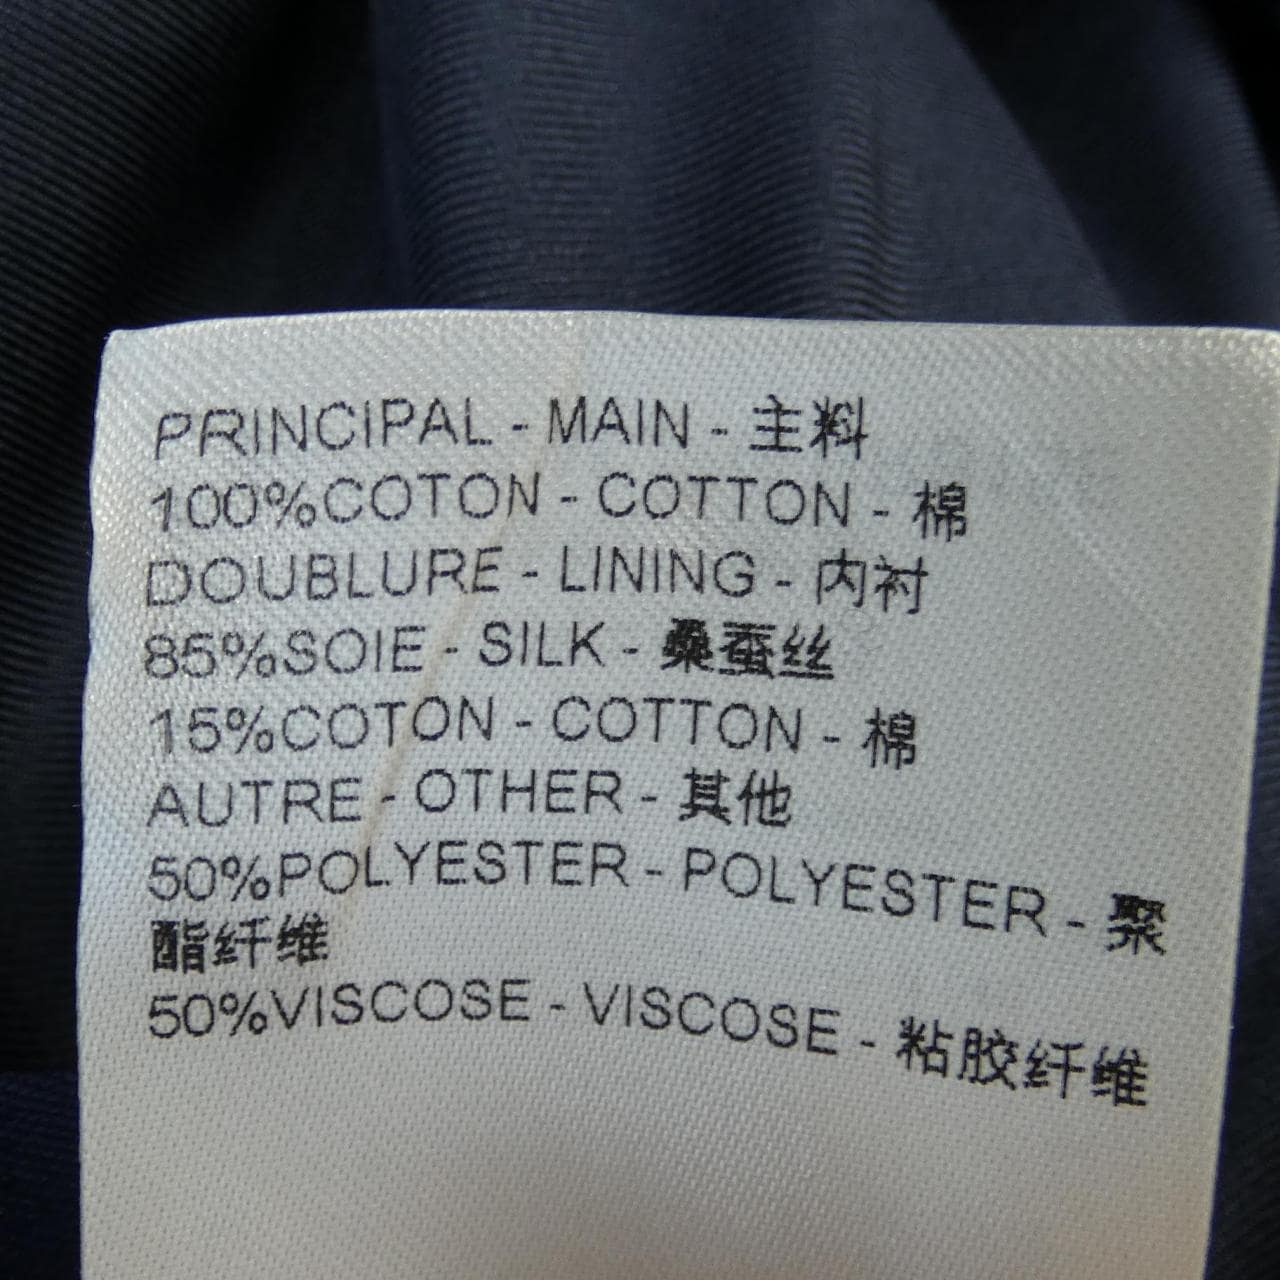 PRINCIPAL - MAIN - 主料
100%COTON - COTTON - 棉
DOUBLURE - LINING - 内衬
85%SOIE - SILK - 桑蚕丝
15%COTON - COTTON - 棉
AUTRE - OTHER - 其他
50%POLYESTER - POLYESTER - 聚
酯纤维
50%VISCOSE - VISCOSE - 粘胶纤维